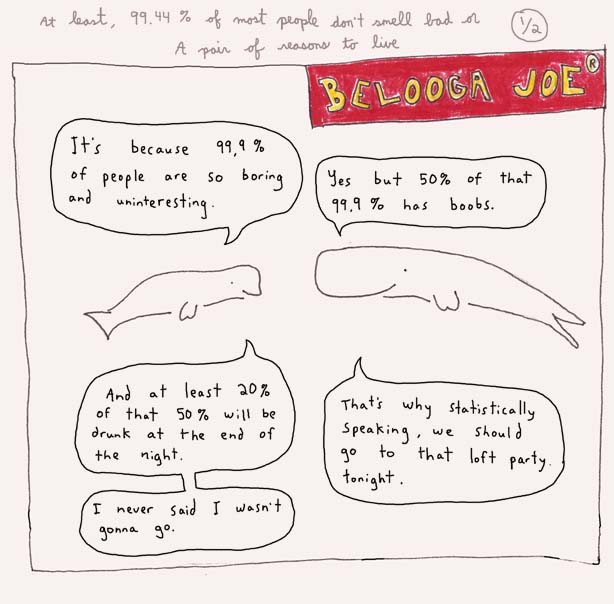 At least, 99.44 % of most people don't smell bad or
A pair of reasons to live
1/2
BELOOGA JOE®
It's because 99,9 %
of people are so boring
and uninteresting.
Yes but 50% of that
99.9 % has boobs.
And at least 20%
of that 50 % will be
drunk at the end of
the night.
I never said I wasn't
gonna go.
That's why statistically
speaking, we should
go to that loft party
tonight.